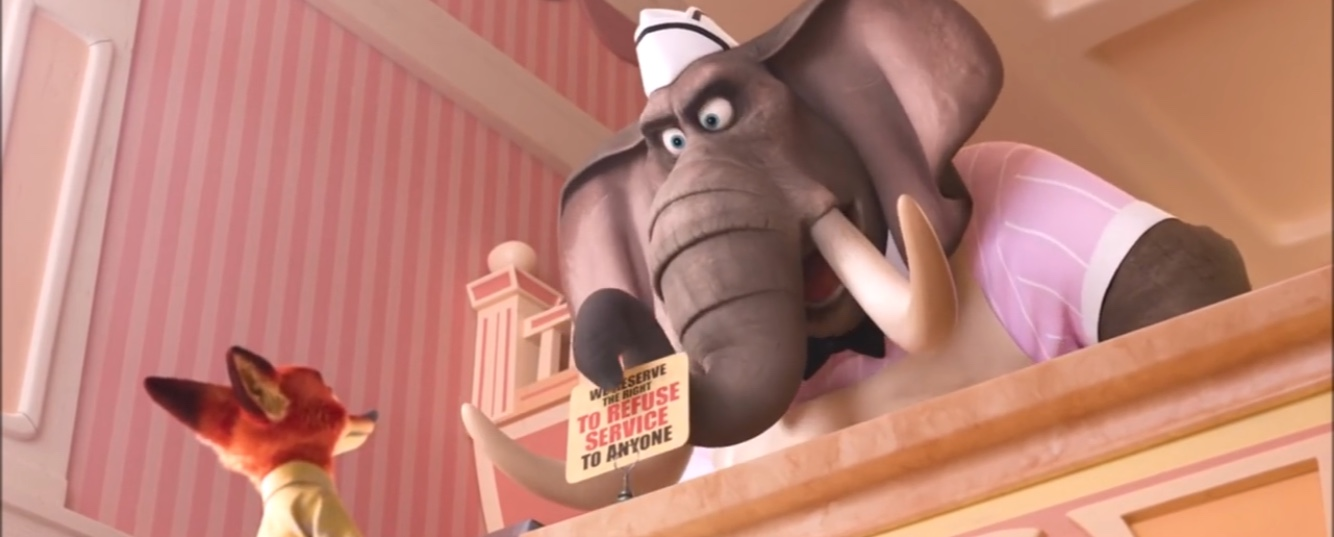 WE RESERVE
THE RIGHT
TO REFUSE
SERVICE
TO ANYONE